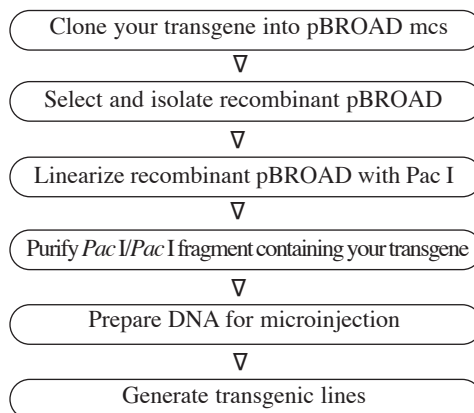 Clone your transgene into pBROAD mcs
∇
Select and isolate recombinant pBROAD
∇
Linearize recombinant pBROAD with Pac I
∇
Purify Pac I/Pac I fragment containing your transgene
∇
Prepare DNA for microinjection
∇
Generate transgenic lines